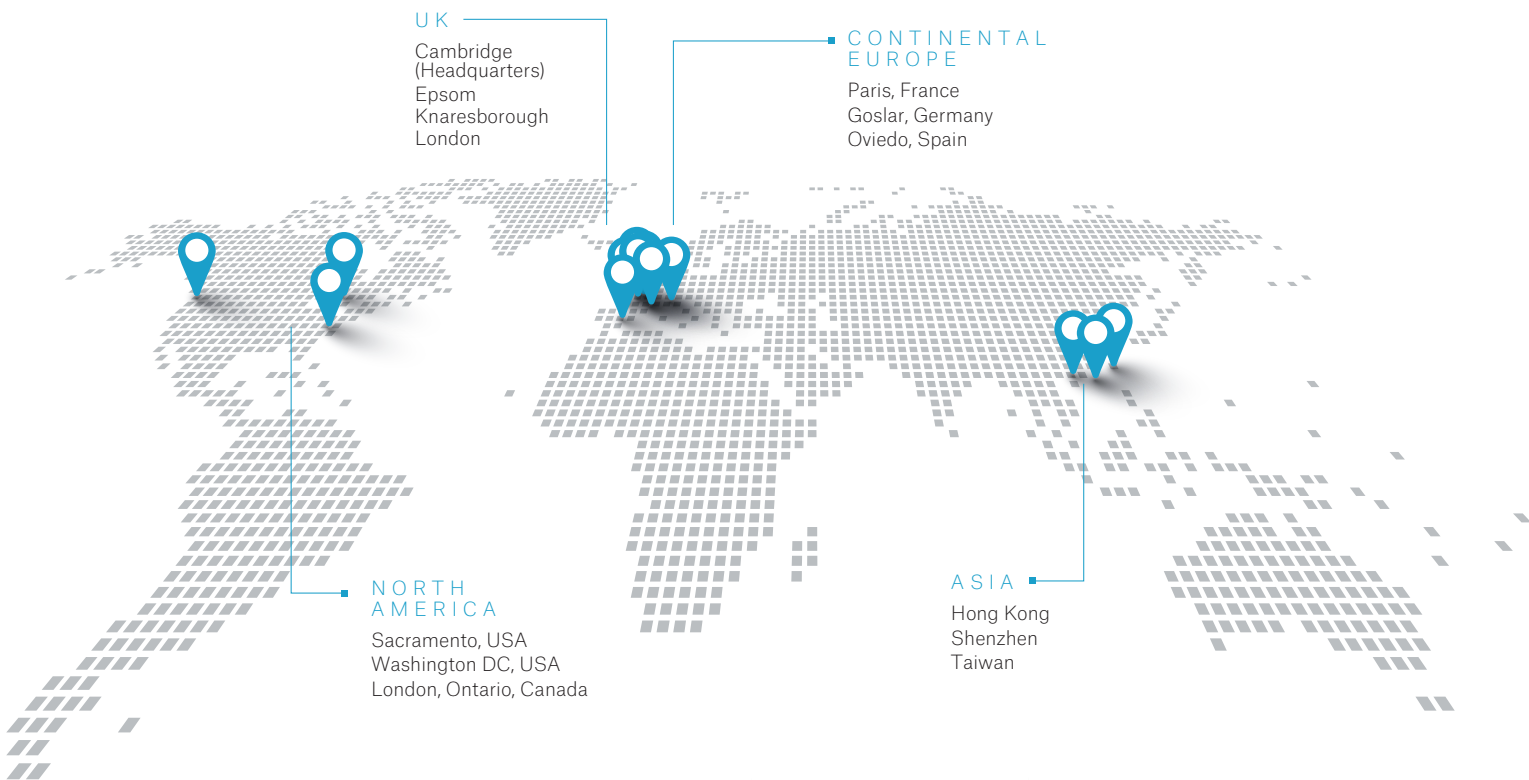 UK
Cambridge
(Headquarters)
Epsom
Knaresborough
London
CONTINENTAL
EUROPE
Paris, France
Goslar, Germany
Oviedo, Spain
NORTH
AMERICA
Sacramento, USA
Washington DC, USA
London, Ontario, Canada
ASIA
Hong Kong
Shenzhen
Taiwan